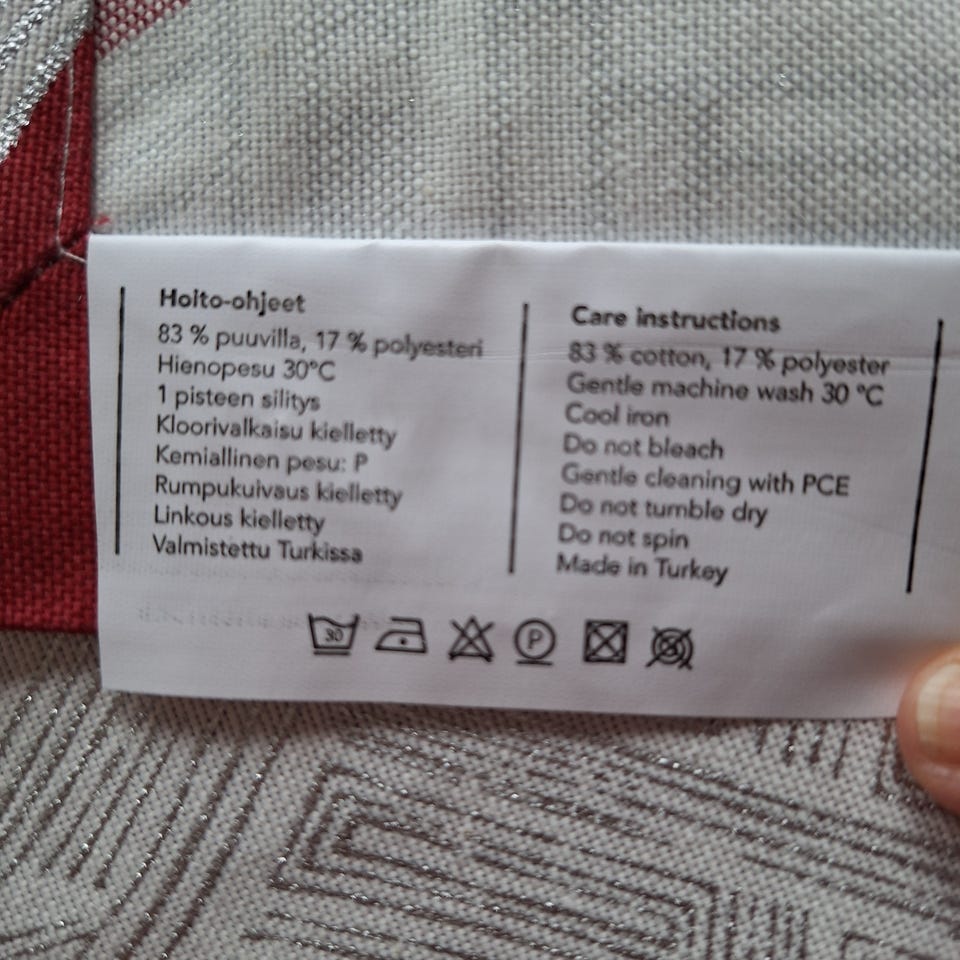 Hoito-ohjeet
83 % puuvilla, 17 % polyesteri
Hienopesu 30°C
1 pisteen silitys
Kloorivalkaisu kielletty
Kemiallinen pesu: P
Rumpukuivaus kielletty
Linkous kielletty
Valmistettu Turkissa
Care instructions
83 % cotton, 17 % polyester
Gentle machine wash 30 °C
Cool iron
Do not bleach
Gentle cleaning with PCE
Do not tumble dry
Do not spin
Made in Turkey
30 P